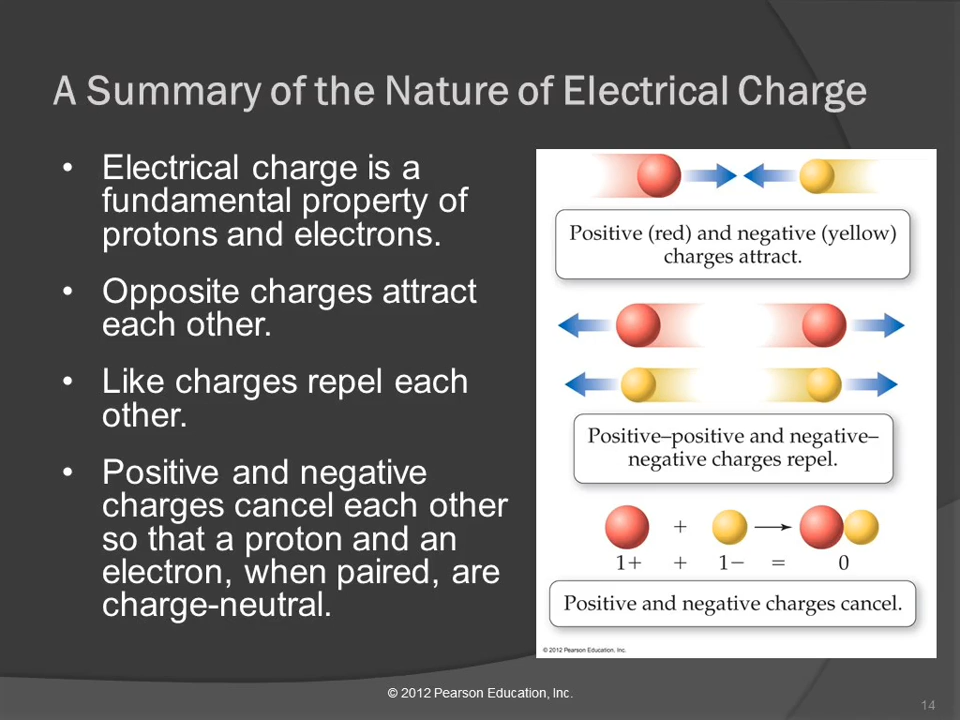 A Summary of the Nature of Electrical Charge
• Electrical charge is a
fundamental property of
protons and electrons.
• Opposite charges attract
each other.
• Like charges repel each
other.
• Positive and negative
charges cancel each other
so that a proton and an
electron, when paired, are
charge-neutral.
Positive (red) and negative (yellow)
charges attract.
Positive–positive and negative–
negative charges repel.
+ →
1+ + 1− = 0
Positive and negative charges cancel.
© 2012 Pearson Education, Inc.
© 2012 Pearson Education, Inc.
14